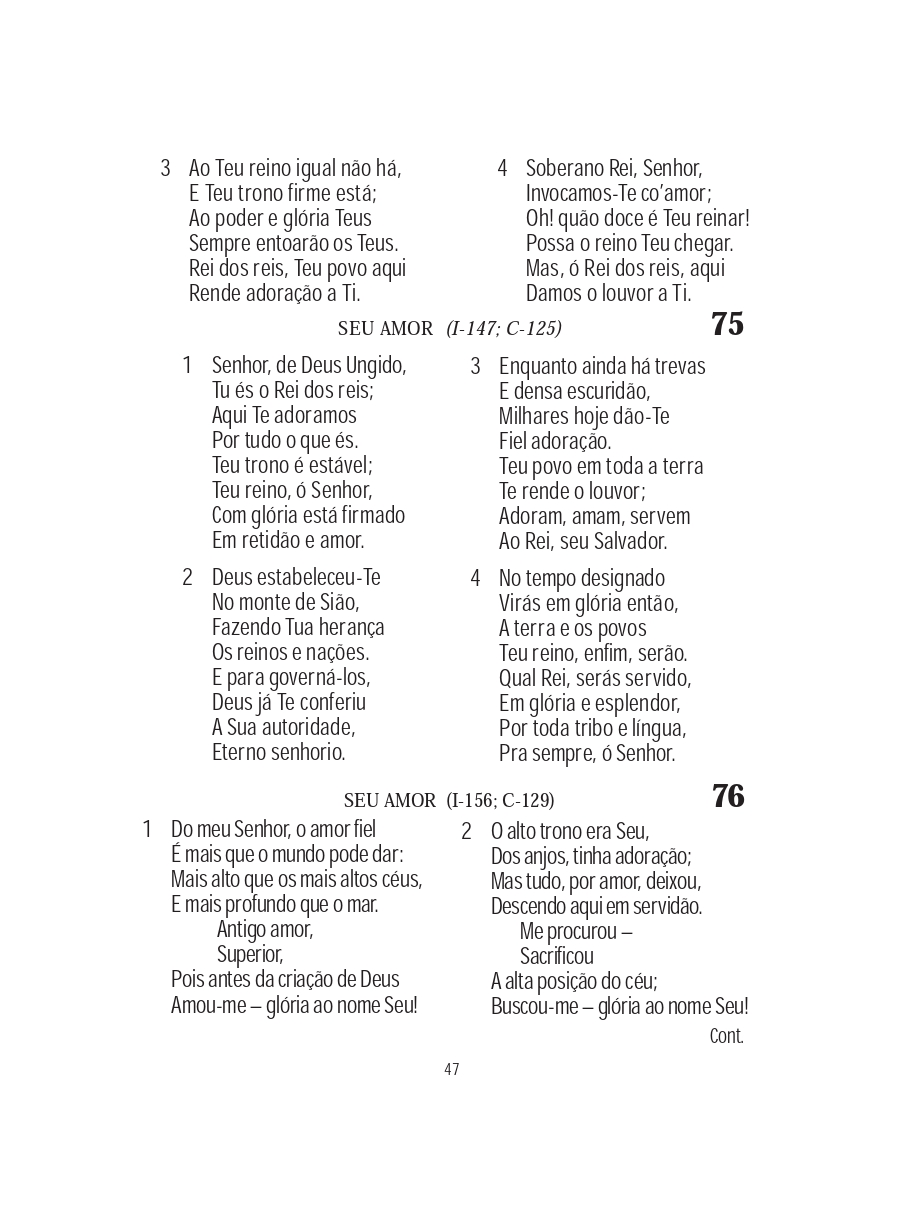 3 Ao Teu reino igual não há,
E Teu trono firme está;
Ao poder e glória Teus
Sempre entoarão os Teus.
Rei dos reis, Teu povo aqui
Rende adoração a Ti.
4 Soberano Rei, Senhor,
Invocamos-Te co’amor;
Oh! quão doce é Teu reinar!
Possa o reino Teu chegar.
Mas, ó Rei dos reis, aqui
Damos o louvor a Ti.
SEU AMOR (I-147; C-125) 75
1 Senhor, de Deus Ungido,
Tu és o Rei dos reis;
Aqui Te adoramos
Por tudo o que és.
Teu trono é estável;
Teu reino, ó Senhor,
Com glória está firmado
Em retidão e amor.
2 Deus estabeleceu-Te
No monte de Sião,
Fazendo Tua herança
Os reinos e nações.
E para governá-los,
Deus já Te conferiu
A Sua autoridade,
Eterno senhorio.
3 Enquanto ainda há trevas
E densa escuridão,
Milhares hoje dão-Te
Fiel adoração.
Teu povo em toda a terra
Te rende o louvor;
Adoram, amam, servem
Ao Rei, seu Salvador.
4 No tempo designado
Virás em glória então,
A terra e os povos
Teu reino, enfim, serão.
Qual Rei, serás servido,
Em glória e esplendor,
Por toda tribo e língua,
Pra sempre, ó Senhor.
SEU AMOR (I-156; C-129) 76
1 Do meu Senhor, o amor fiel
É mais que o mundo pode dar:
Mais alto que os mais altos céus,
E mais profundo que o mar.
Antigo amor,
Superior,
Pois antes da criação de Deus
Amou-me – glória ao nome Seu!
2 O alto trono era Seu,
Dos anjos, tinha adoração;
Mas tudo, por amor, deixou,
Descendo aqui em servidão.
Me procurou –
Sacrificou
A alta posição do céu;
Buscou-me – glória ao nome Seu!
Cont.
47